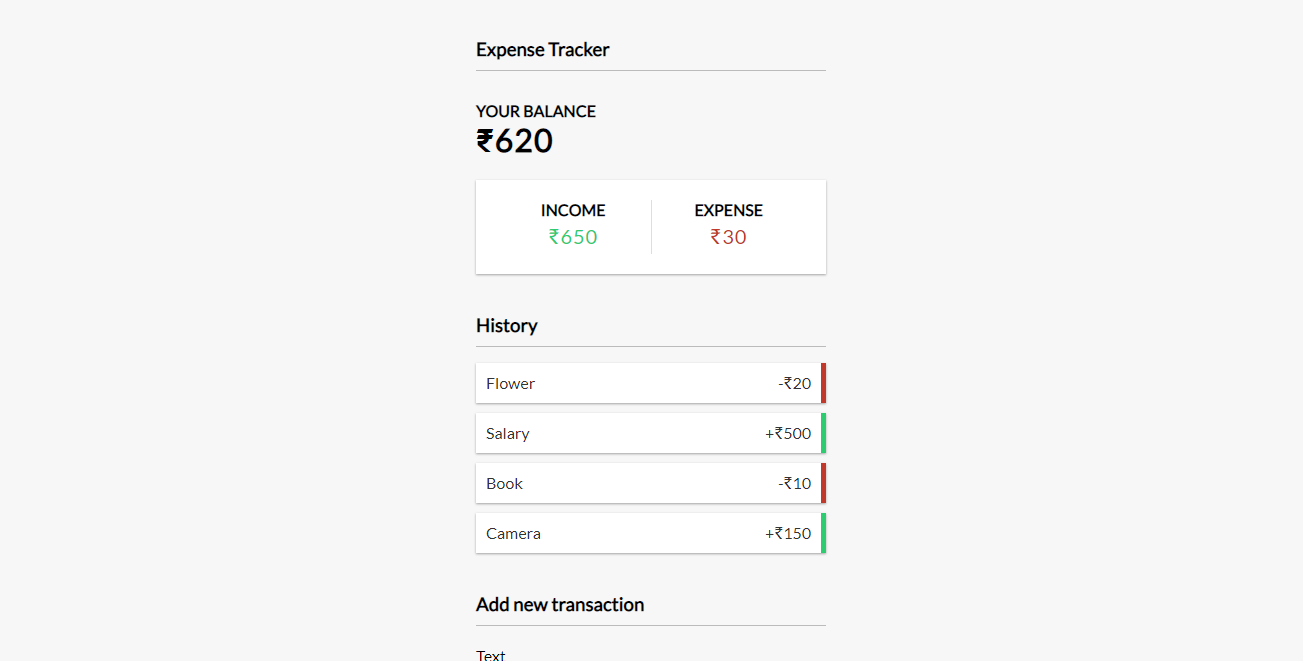 Expense Tracker
YOUR BALANCE
₹620
INCOME EXPENSE
₹650 ₹30
History
Flower -₹20
Salary +₹500
Book -₹10
Camera +₹150
Add new transaction
Text